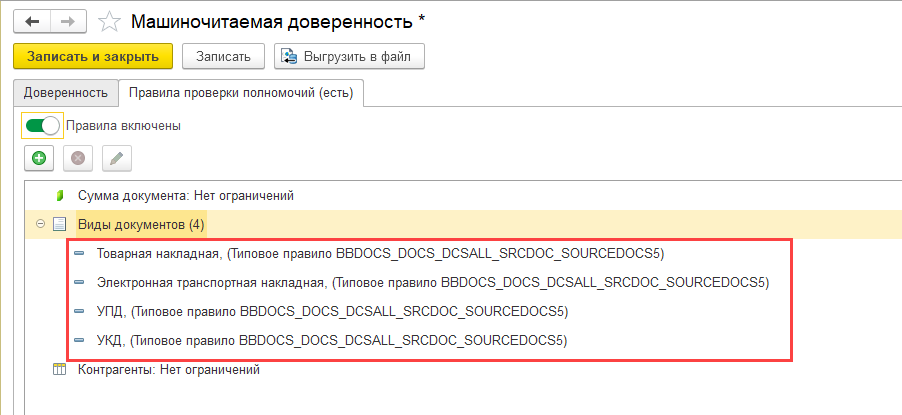 Машиночитаемая доверенность *
Записать и закрыть Записать Выгрузить в файл
Доверенность Правила проверки полномочий (есть)
Правила включены
Сумма документа: Нет ограничений
Виды документов (4)
Товарная накладная, (Типовое правило BBDOCS_DOCS_DCSALL_SRCDOC_SOURCEDOCS5)
Электронная транспортная накладная, (Типовое правило BBDOCS_DOCS_DCSALL_SRCDOC_SOURCEDOCS5)
УПД, (Типовое правило BBDOCS_DOCS_DCSALL_SRCDOC_SOURCEDOCS5)
УКД, (Типовое правило BBDOCS_DOCS_DCSALL_SRCDOC_SOURCEDOCS5)
Контрагенты: Нет ограничений